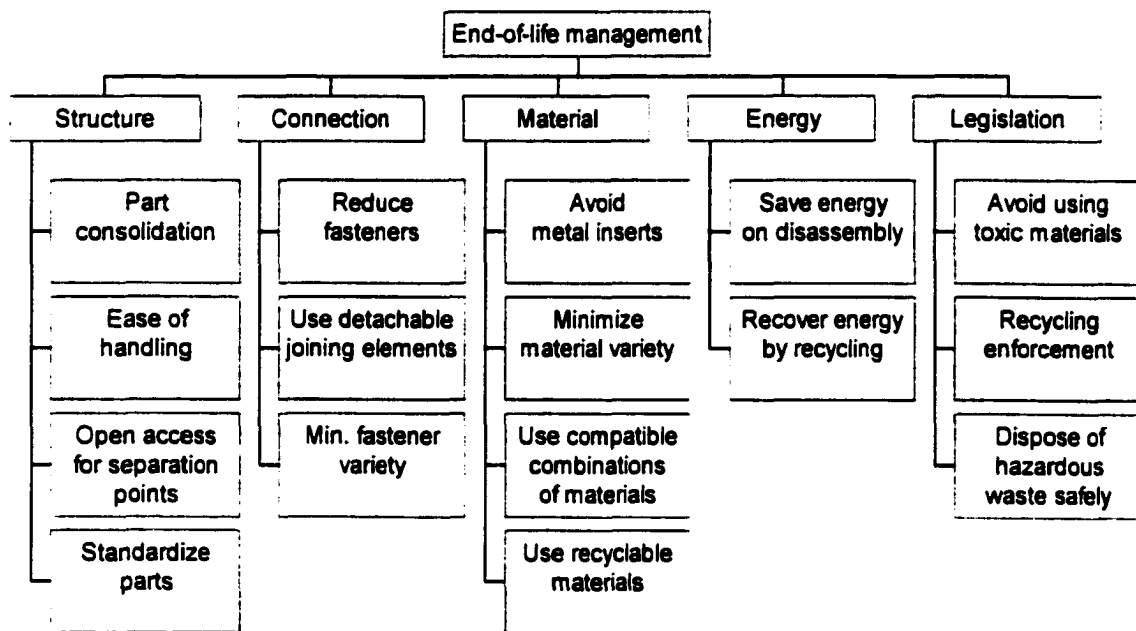 End-of-life management
Structure
Connection
Material
Energy
Legislation
Part
consolidation
Ease of
handling
Open access
for separation
points
Standardize
parts
Reduce
fasteners
Use detachable
joining elements
Min. fastener
variety
Avoid
metal inserts
Minimize
material variety
Use compatible
combinations
of materials
Use recyclable
materials
Save energy
on disassembly
Recover energy
by recycling
Avoid using
toxic materials
Recycling
enforcement
Dispose of
hazardous
waste safely